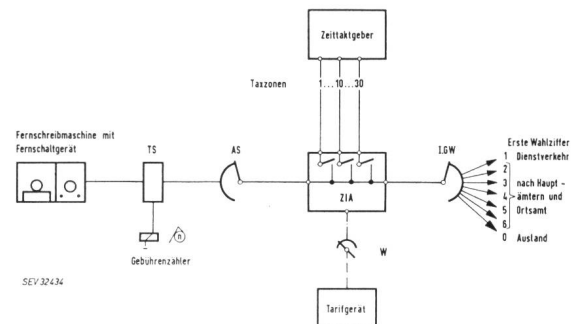 Zeittaktgeber
Taxzonen 1...10...30
Fernschreibmaschine mit
Fernschaltgerät
TS
AS
ZIA
I.GW
Erste Wahlziffer
1 Dienstverkehr
2
3 nach Haupt-
4 ämtern und
5 Ortsamt
6
0 Ausland
n
Gebührenzähler
W
Tarifgerät
SEV 32434